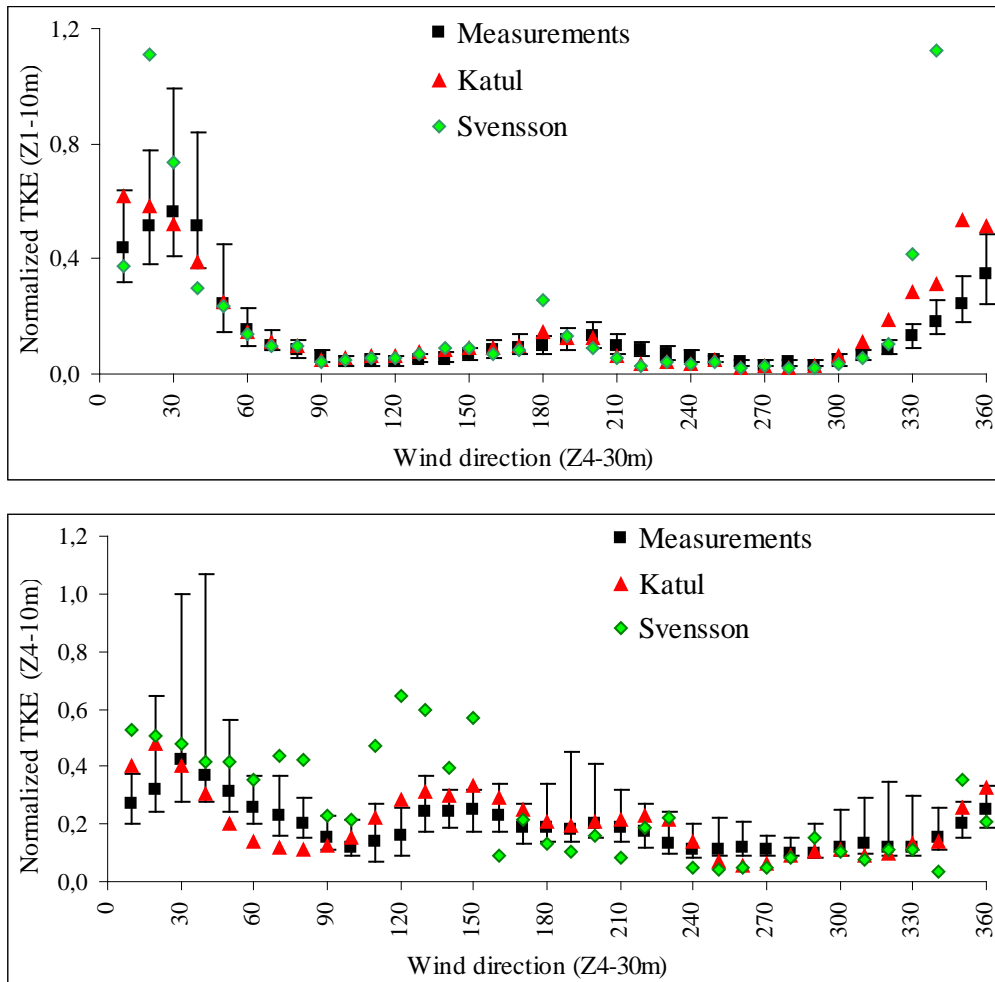 1,2
0,8
0,4
0,0
Normalized TKE (Z1-10m)
Measurements
Katul
Svensson
0 30 60 90 120 150 180 210 240 270 300 330 360
Wind direction (Z4-30m)
1,2
1,0
0,8
0,6
0,4
0,2
0,0
Normalized TKE (Z4-10m)
Measurements
Katul
Svensson
0 30 60 90 120 150 180 210 240 270 300 330 360
Wind direction (Z4-30m)